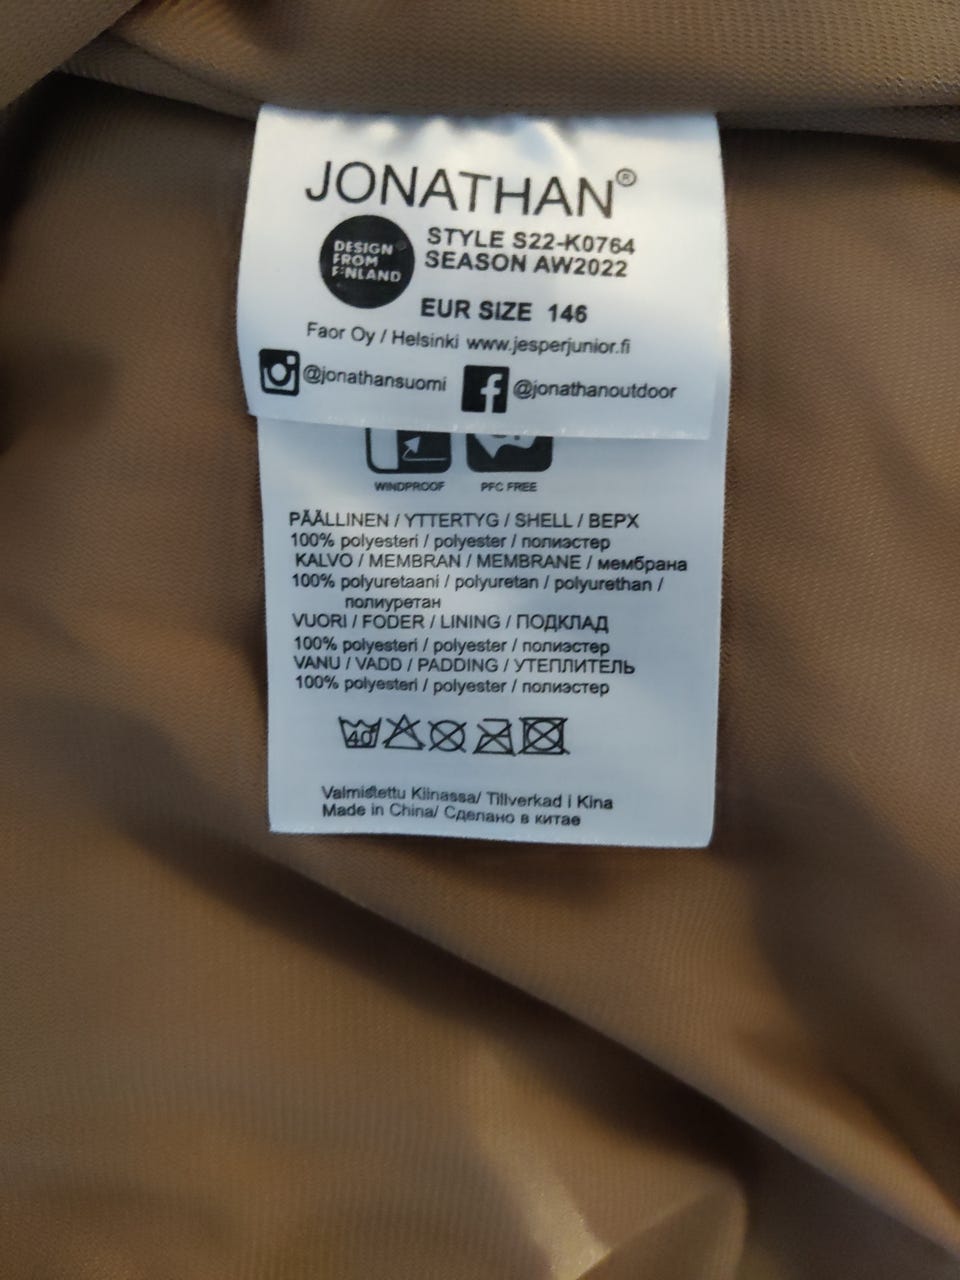 JONATHAN®
DESIGN
FROM
FINLAND
STYLE S22-K0764
SEASON AW2022
EUR SIZE 146
Faor Oy / Helsinki www.jesperjunior.fi
@jonathansuomi @jonathanoutdoor
WINDPROOF PFC FREE
PÄÄLLINEN / YTTERTYG / SHELL / ВЕРХ
100% polyesteri / polyester / полиэстер
KALVO / MEMBRAN / MEMBRANE / мембрана
100% polyuretaani / polyuretan / polyurethan /
полиуретан
VUORI / FODER / LINING / ПОДКЛАД
100% polyesteri / polyester / полиэстер
VANU / VADD / PADDING / УТЕПЛИТЕЛЬ
100% polyesteri / polyester / полиэстер
40
Valmistettu Kiinassa/ Tillverkad i Kina
Made in China/ Сделано в китае